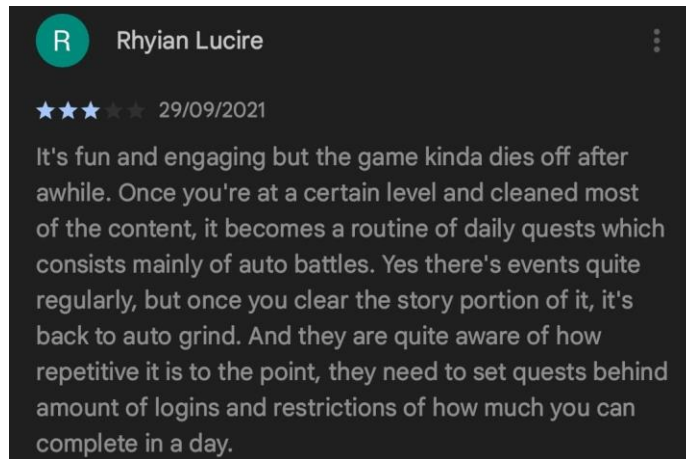 R
Rhyian Lucire
29/09/2021
It's fun and engaging but the game kinda dies off after
awhile. Once you're at a certain level and cleaned most
of the content, it becomes a routine of daily quests which
consists mainly of auto battles. Yes there's events quite
regularly, but once you clear the story portion of it, it's
back to auto grind. And they are quite aware of how
repetitive it is to the point, they need to set quests behind
amount of logins and restrictions of how much you can
complete in a day.